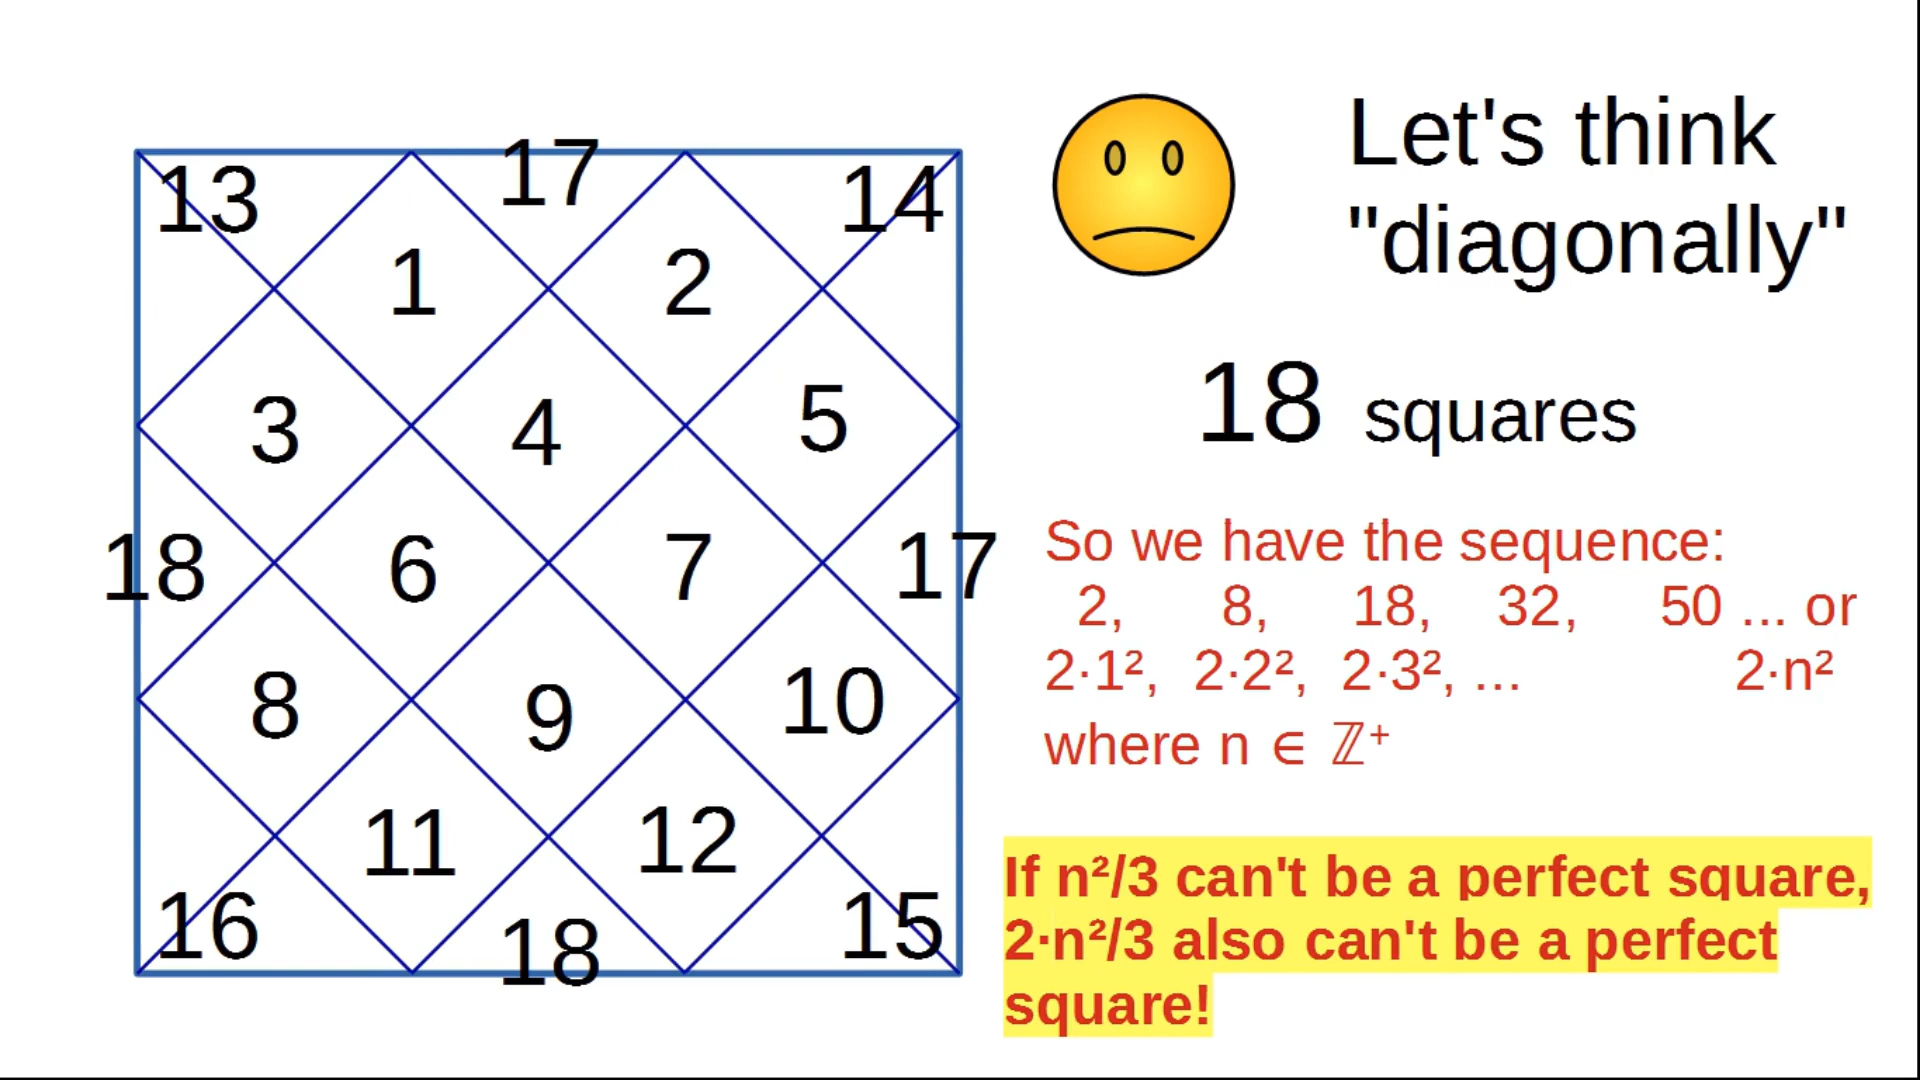 13 17 14
1 2
3 4 5
18 6 7 17
8 9 10
11 12
16 18 15
Let's think
"diagonally"
18 squares
So we have the sequence:
2, 8, 18, 32, 50 ... or
2·1², 2·2², 2·3², ... 2·n²
where n ∈ ℤ⁺
If n²/3 can't be a perfect square,
2·n²/3 also can't be a perfect
square!